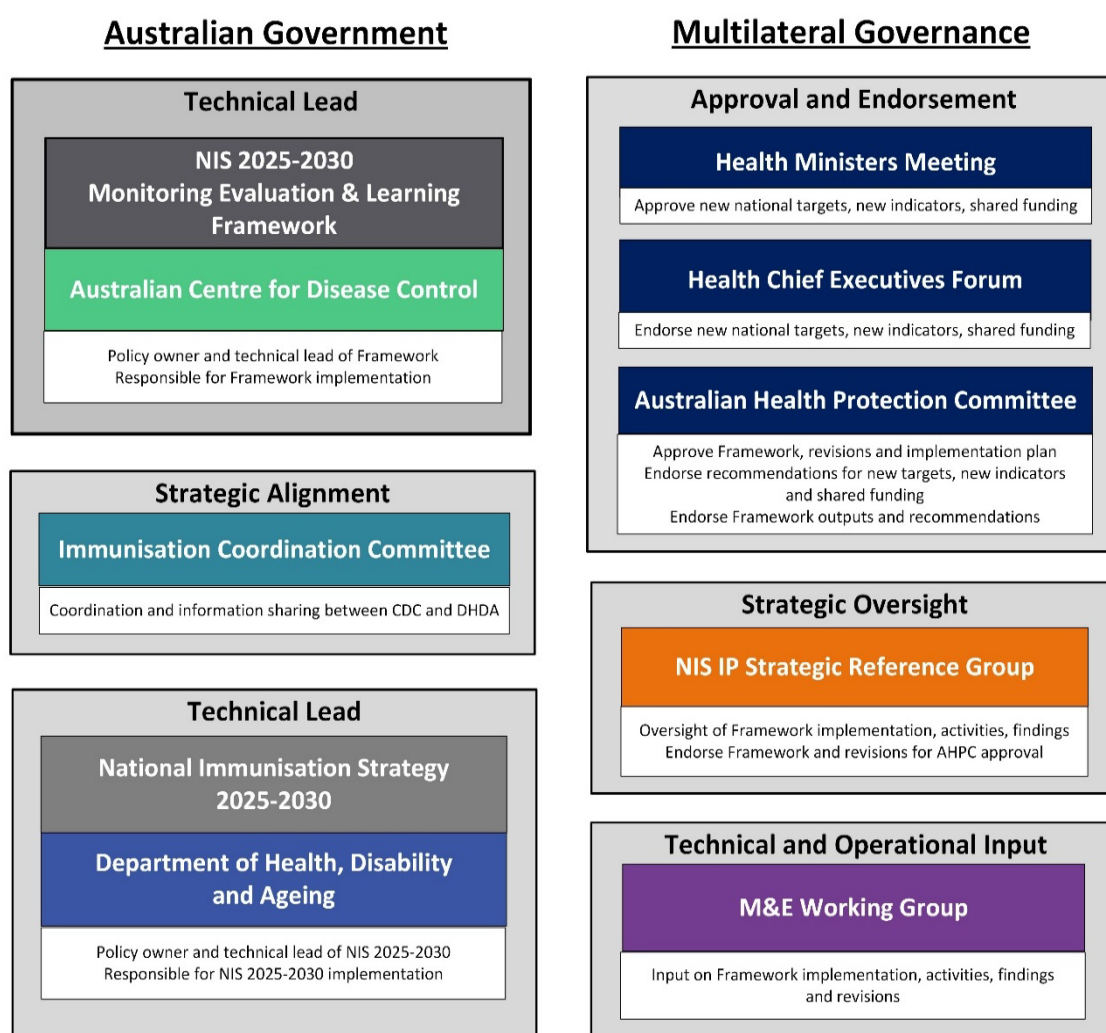 Australian Government
Technical Lead
NIS 2025-2030
Monitoring Evaluation & Learning
Framework
Australian Centre for Disease Control
Policy owner and technical lead of Framework
Responsible for Framework implementation
Strategic Alignment
Immunisation Coordination Committee
Coordination and information sharing between CDC and DHDA
Technical Lead
National Immunisation Strategy
2025-2030
Department of Health, Disability
and Ageing
Policy owner and technical lead of NIS 2025-2030
Responsible for NIS 2025-2030 implementation
Multilateral Governance
Approval and Endorsement
Health Ministers Meeting
Approve new national targets, new indicators, shared funding
Health Chief Executives Forum
Endorse new national targets, new indicators, shared funding
Australian Health Protection Committee
Approve Framework, revisions and implementation plan
Endorse recommendations for new targets, new indicators
and shared funding
Endorse Framework outputs and recommendations
Strategic Oversight
NIS IP Strategic Reference Group
Oversight of Framework implementation, activities, findings
Endorse Framework and revisions for AHPC approval
Technical and Operational Input
M&E Working Group
Input on Framework implementation, activities, findings
and revisions